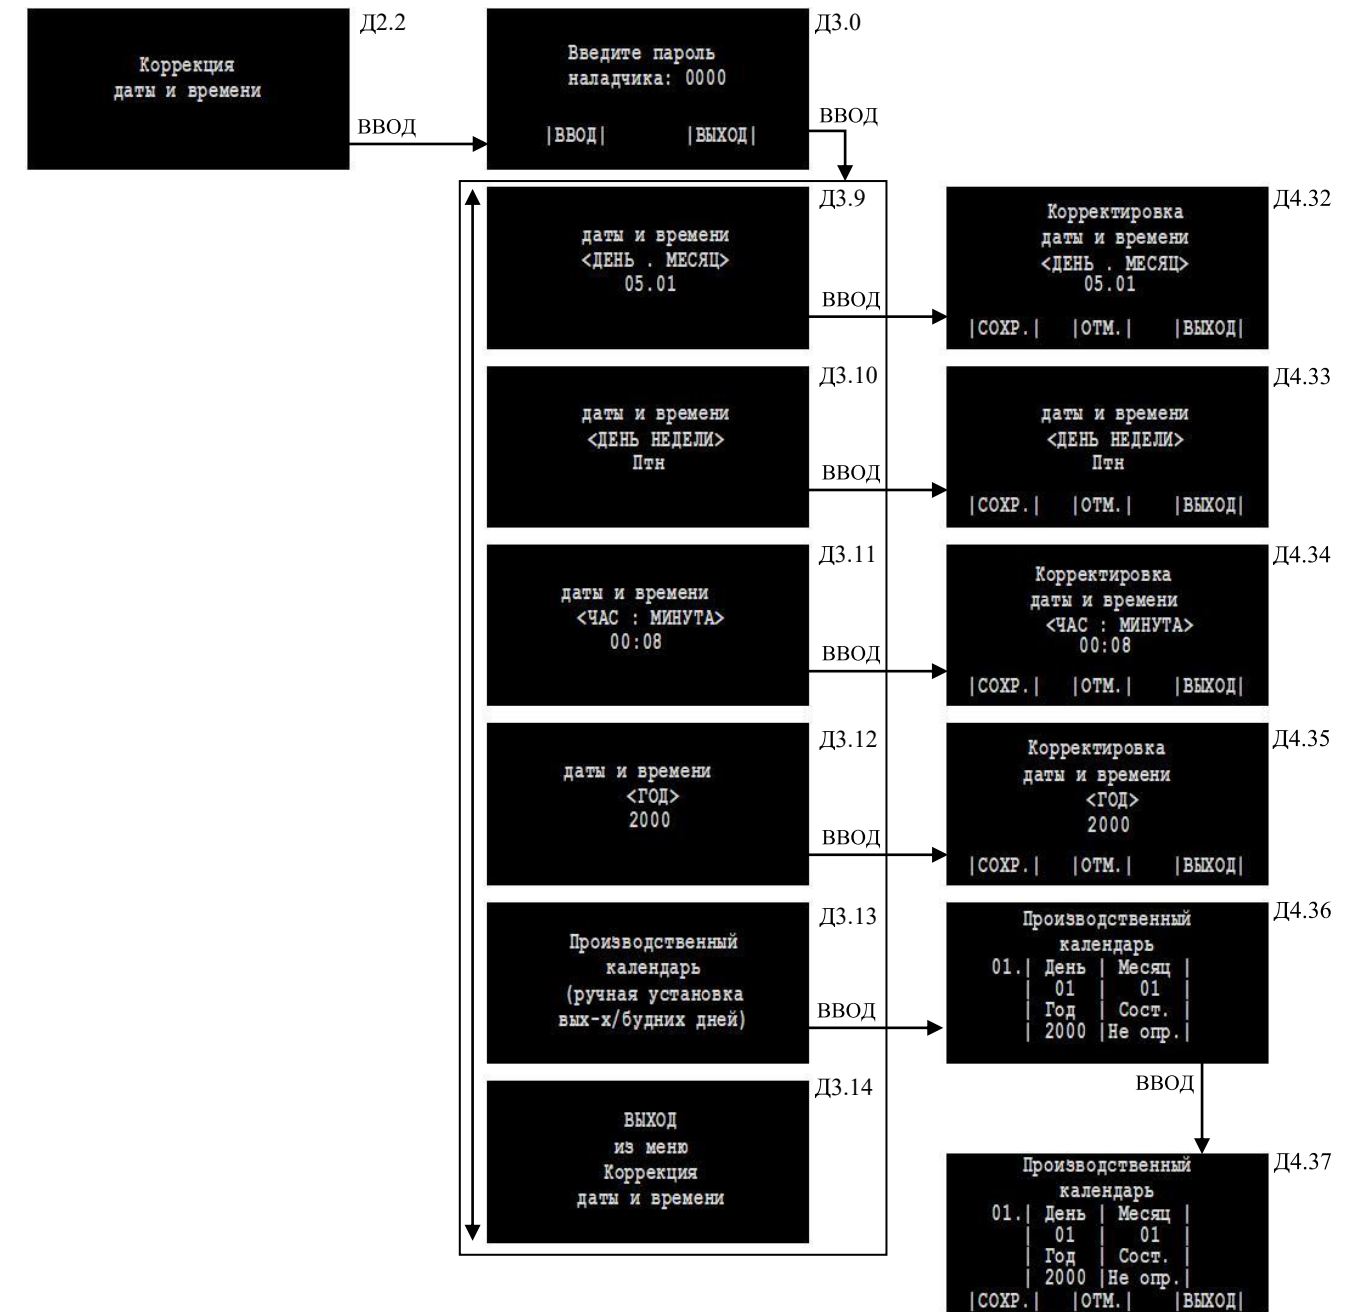 Д2.2
Коррекция
даты и времени
ВВОД
Д3.0
Введите пароль
наладчика: 0000
|ВВОД| |ВЫХОД|
ВВОД
Д3.9
даты и времени
<ДЕНЬ . МЕСЯЦ>
05.01
ВВОД
Д4.32
Корректировка
даты и времени
<ДЕНЬ . МЕСЯЦ>
05.01
|СОХР.| |ОТМ.| |ВЫХОД|
Д3.10
даты и времени
<ДЕНЬ НЕДЕЛИ>
Птн
ВВОД
Д4.33
даты и времени
<ДЕНЬ НЕДЕЛИ>
Птн
|СОХР.| |ОТМ.| |ВЫХОД|
Д3.11
даты и времени
<ЧАС : МИНУТА>
00:08
ВВОД
Д4.34
Корректировка
даты и времени
<ЧАС : МИНУТА>
00:08
|СОХР.| |ОТМ.| |ВЫХОД|
Д3.12
даты и времени
<ГОД>
2000
ВВОД
Д4.35
Корректировка
даты и времени
<ГОД>
2000
|СОХР.| |ОТМ.| |ВЫХОД|
Д3.13
Производственный
календарь
(ручная установка
вых-х/будних дней)
ВВОД
Д4.36
Производственный
календарь
01.| День | Месяц |
| 01 | 01 |
| Год | Сост. |
| 2000 |Не опр.|
ВВОД
Д3.14
ВЫХОД
из меню
Коррекция
даты и времени
Д4.37
Производственный
календарь
01.| День | Месяц |
| 01 | 01 |
| Год | Сост. |
| 2000 |Не опр.|
|СОХР.| |ОТМ.| |ВЫХОД|